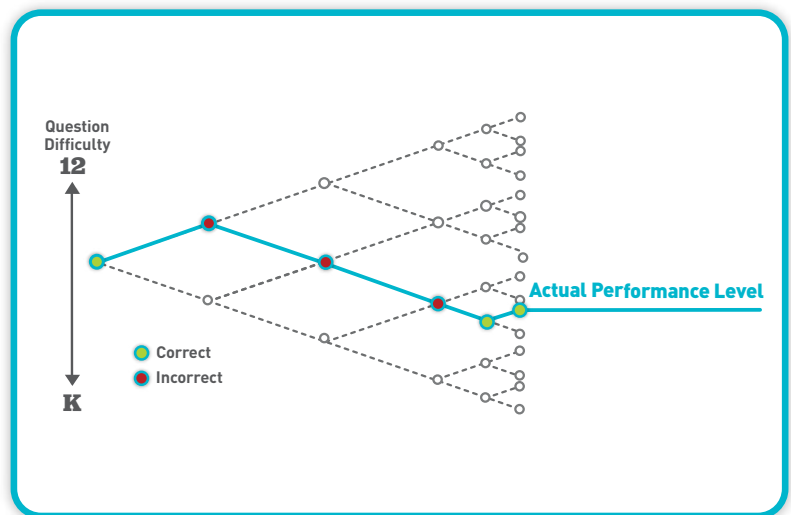 Question
Difficulty
12
Actual Performance Level
Correct
Incorrect
K